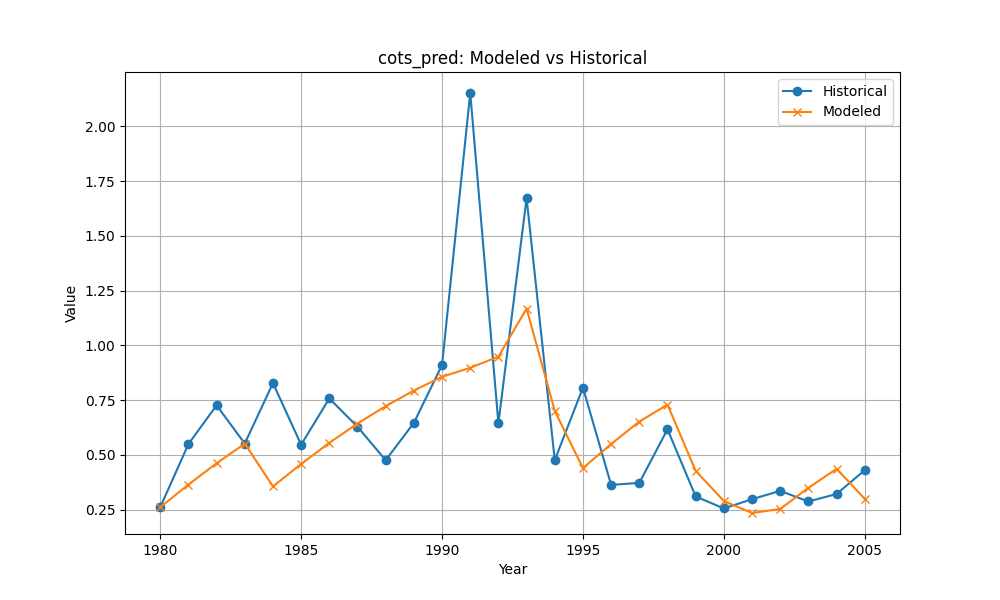 cots_pred: Modeled vs Historical
Historical
Modeled
Value
2.00
1.75
1.50
1.25
1.00
0.75
0.50
0.25
1980 1985 1990 1995 2000 2005
Year